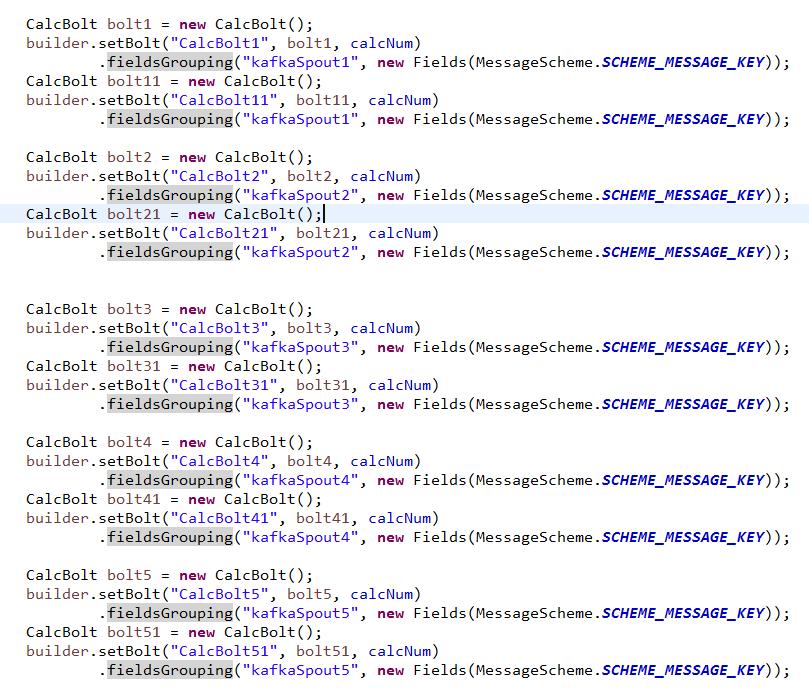 CalcBolt bolt1 = new CalcBolt();
builder.setBolt("CalcBolt1", bolt1, calcNum)
        .fieldsGrouping("kafkaSpout1", new Fields(MessageScheme.SCHEME_MESSAGE_KEY));
CalcBolt bolt11 = new CalcBolt();
builder.setBolt("CalcBolt11", bolt11, calcNum)
        .fieldsGrouping("kafkaSpout1", new Fields(MessageScheme.SCHEME_MESSAGE_KEY));

CalcBolt bolt2 = new CalcBolt();
builder.setBolt("CalcBolt2", bolt2, calcNum)
        .fieldsGrouping("kafkaSpout2", new Fields(MessageScheme.SCHEME_MESSAGE_KEY));
CalcBolt bolt21 = new CalcBolt();
builder.setBolt("CalcBolt21", bolt21, calcNum)
        .fieldsGrouping("kafkaSpout2", new Fields(MessageScheme.SCHEME_MESSAGE_KEY));

CalcBolt bolt3 = new CalcBolt();
builder.setBolt("CalcBolt3", bolt3, calcNum)
        .fieldsGrouping("kafkaSpout3", new Fields(MessageScheme.SCHEME_MESSAGE_KEY));
CalcBolt bolt31 = new CalcBolt();
builder.setBolt("CalcBolt31", bolt31, calcNum)
        .fieldsGrouping("kafkaSpout3", new Fields(MessageScheme.SCHEME_MESSAGE_KEY));

CalcBolt bolt4 = new CalcBolt();
builder.setBolt("CalcBolt4", bolt4, calcNum)
        .fieldsGrouping("kafkaSpout4", new Fields(MessageScheme.SCHEME_MESSAGE_KEY));
CalcBolt bolt41 = new CalcBolt();
builder.setBolt("CalcBolt41", bolt41, calcNum)
        .fieldsGrouping("kafkaSpout4", new Fields(MessageScheme.SCHEME_MESSAGE_KEY));

CalcBolt bolt5 = new CalcBolt();
builder.setBolt("CalcBolt5", bolt5, calcNum)
        .fieldsGrouping("kafkaSpout5", new Fields(MessageScheme.SCHEME_MESSAGE_KEY));
CalcBolt bolt51 = new CalcBolt();
builder.setBolt("CalcBolt51", bolt51, calcNum)
        .fieldsGrouping("kafkaSpout5", new Fields(MessageScheme.SCHEME_MESSAGE_KEY));